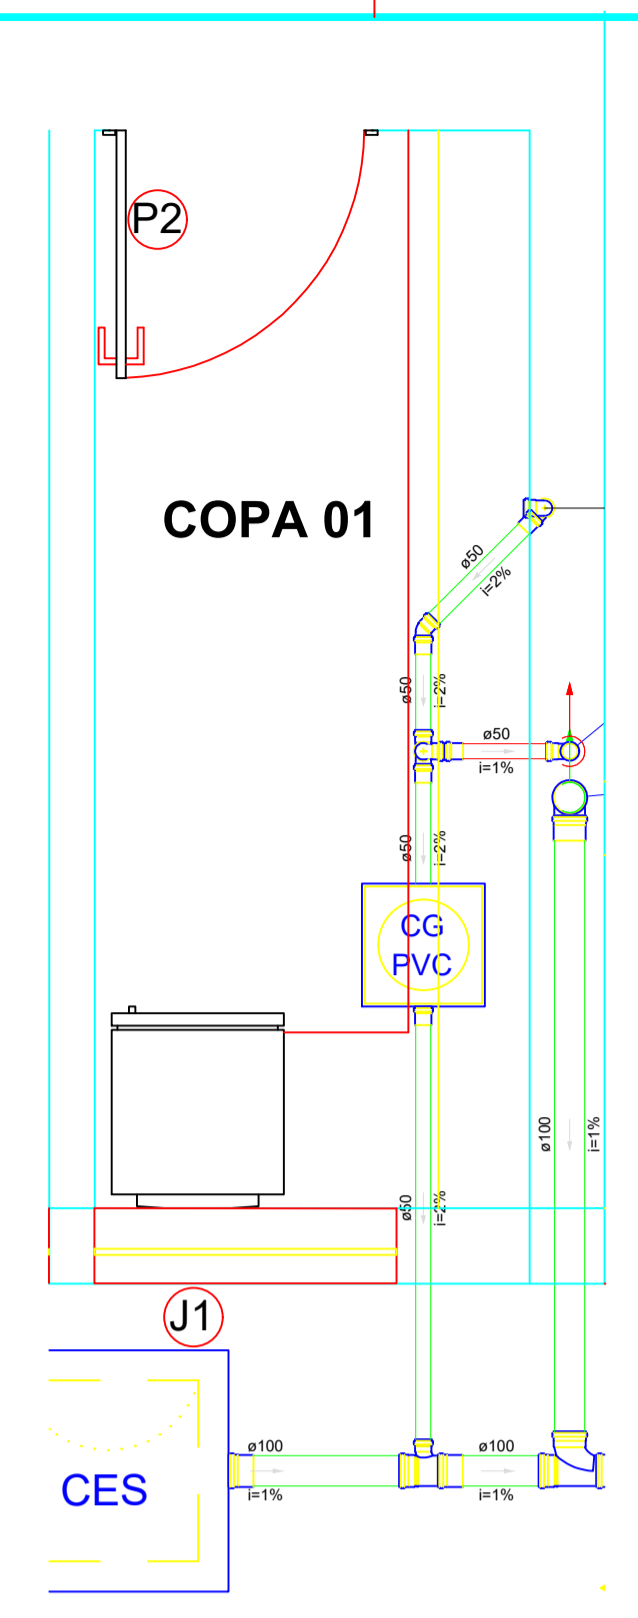 P2
COPA 01
ø50
i=2%
ø50
i=2%
ø50
i=1%
ø50
i=2%
CG
PVC
ø100
i=1%
ø50
i=2%
J1
ø100
i=1%
ø100
i=1%
CES